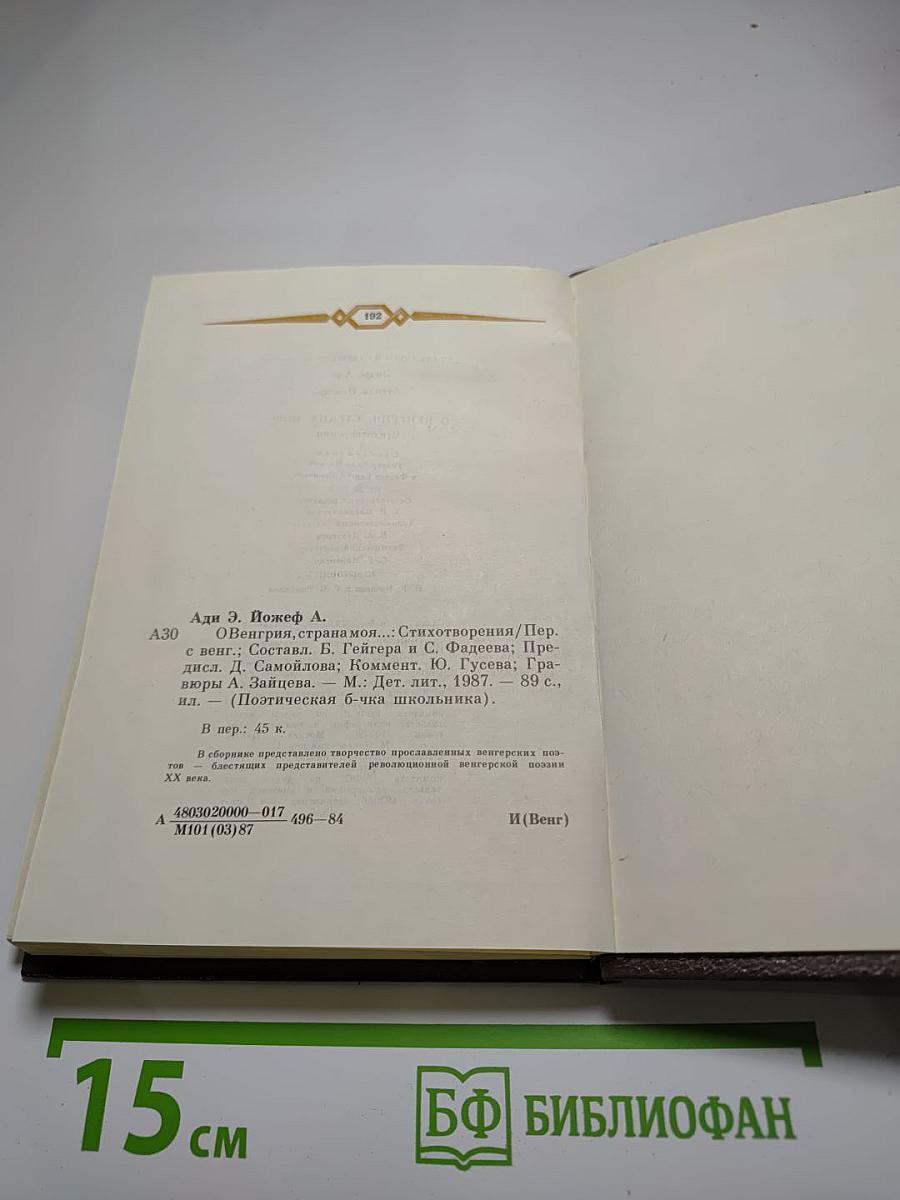 192
Ади Э. Йожеф А.
А30 О Венгрия, страна моя...: Стихотворения/Пер.
с венг.; Составл. Б. Гейгера и С. Фадеева; Пре-
дисл. Д. Самойлова; Коммент. Ю. Гусева; Гра-
вюры А. Зайцева. — М.: Дет. лит., 1987. — 89 с.,
ил. — (Поэтическая б-чка школьника).
В пер.: 45 к.
В сборнике представлено творчество прославленных венгерских поэ-
тов — блестящих представителей революционной венгерской поэзии
XX века.
А 4803020000—017 496—84 И(Венг)
М101(03)87
15 см БФ БИБЛИОФАН